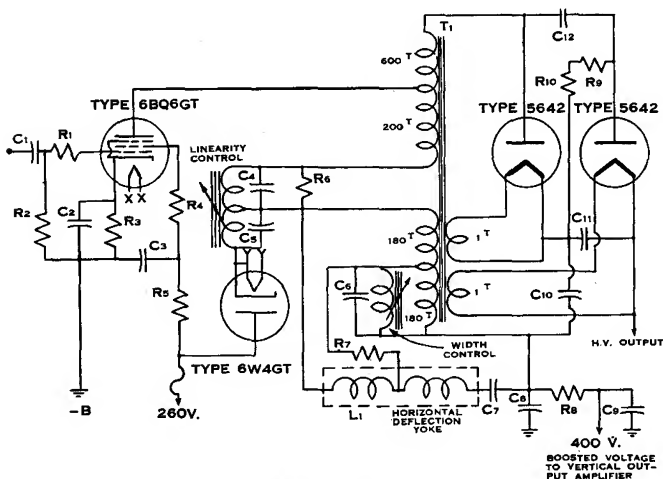 T1
C12
600 T
R10
R9
TYPE 6BQ6GT
TYPE 5642
TYPE 5642
C1
R1
LINEARITY
CONTROL
200 T
R2
C2
X X
R3
R4
C4
R6
C3
C5
180 T
1 T
C11
R5
C6
180 T
1 T
C10
R7
WIDTH
CONTROL
H.V. OUTPUT
TYPE 6W4GT
-B
260V.
L1
HORIZONTAL
DEFLECTION
YOKE
C7
C8
R8
C9
400 V.
BOOSTED VOLTAGE
TO VERTICAL OUT-
PUT AMPLIFIER